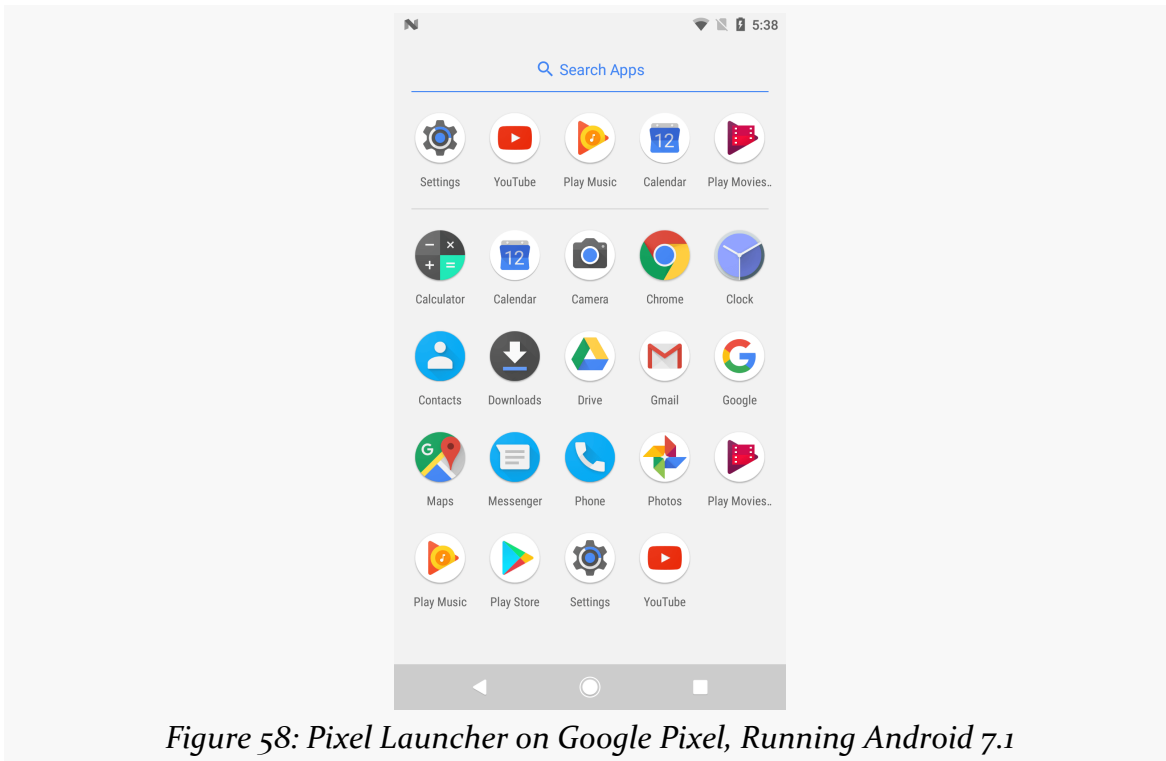 5:38
Search Apps
Settings YouTube Play Music Calendar Play Movies..
12
Calculator Calendar Camera Chrome Clock
12
Contacts Downloads Drive Gmail Google
G
Maps Messenger Phone Photos Play Movies..
Play Music Play Store Settings YouTube
Figure 58: Pixel Launcher on Google Pixel, Running Android 7.1